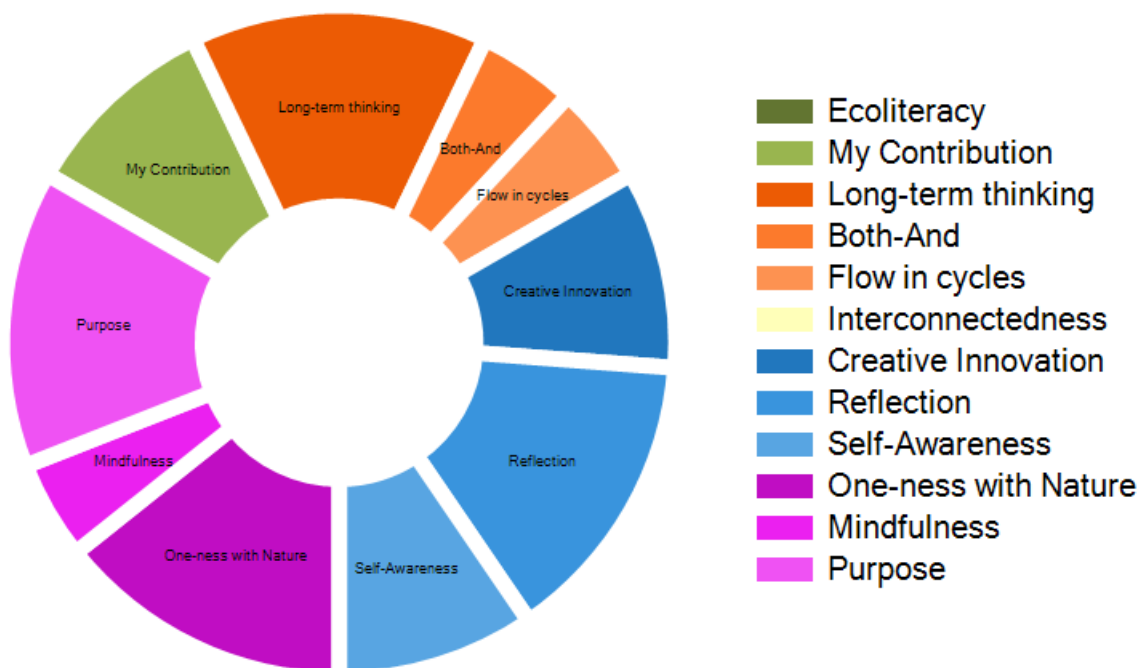 Long-term thinking
Both-And
My Contribution
Flow in cycles
Creative Innovation
Purpose
Mindfulness
Reflection
One-ness with Nature
Self-Awareness
Ecoliteracy
My Contribution
Long-term thinking
Both-And
Flow in cycles
Interconnectedness
Creative Innovation
Reflection
Self-Awareness
One-ness with Nature
Mindfulness
Purpose